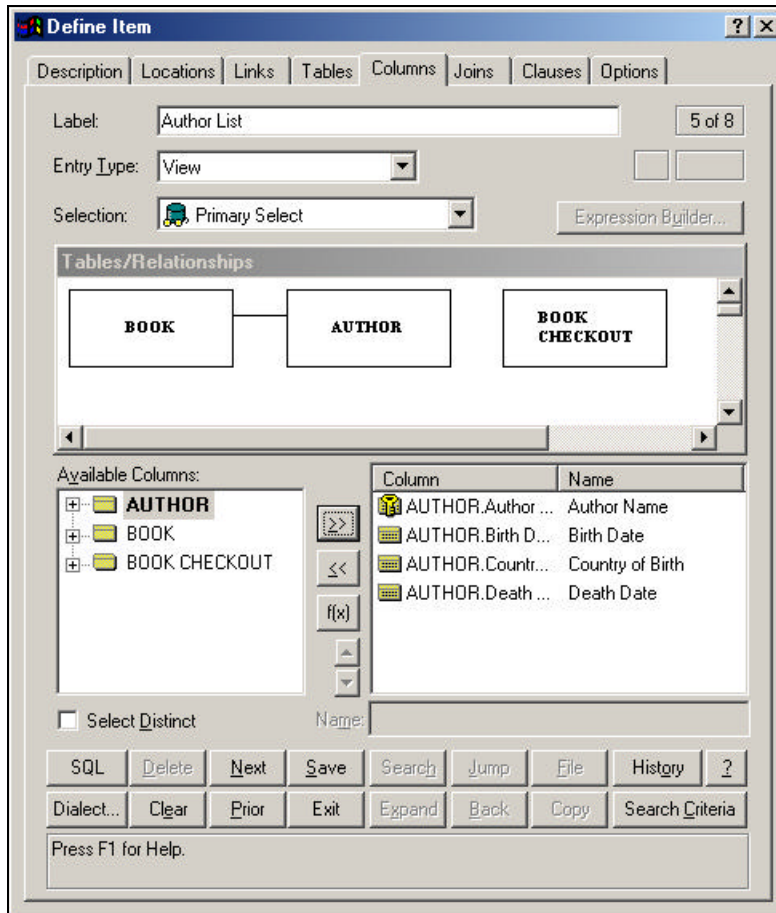 Define Item
Description Locations Links Tables Columns Joins Clauses Options
Label: Author List 5 of 8
Entry Type: View
Selection: Primary Select Expression Builder...
Tables/Relationships
BOOK AUTHOR BOOK
CHECKOUT
Available Columns:
AUTHOR
BOOK
BOOK CHECKOUT
>>
<<
f(x)
Column Name
AUTHOR.Author ... Author Name
AUTHOR.Birth D... Birth Date
AUTHOR.Countr... Country of Birth
AUTHOR.Death ... Death Date
Select Distinct Name:
SQL Delete Next Save Search Jump File History ?
Dialect... Clear Prior Exit Expand Back Copy Search Criteria
Press F1 for Help.